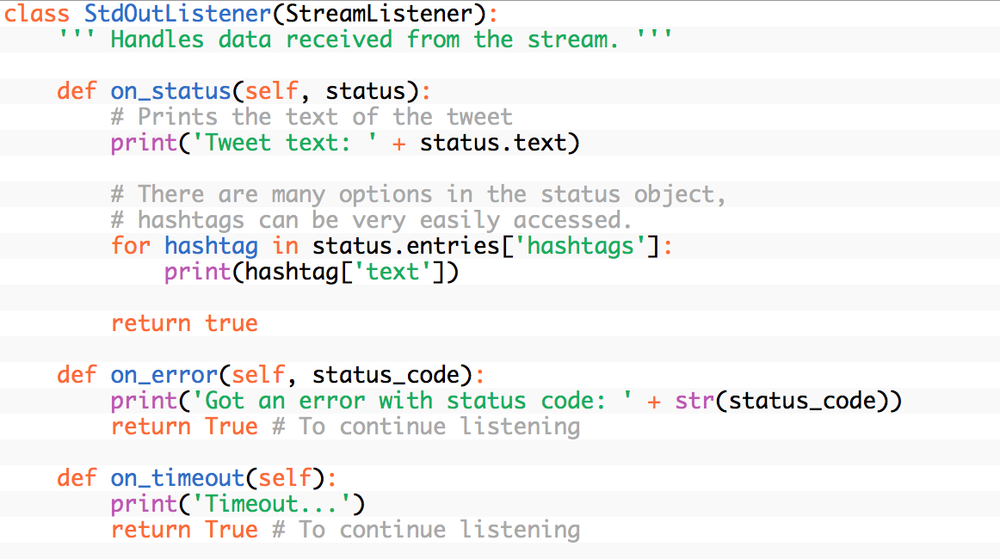 class StdOutListener(StreamListener):
    ''' Handles data received from the stream. '''

    def on_status(self, status):
        # Prints the text of the tweet
        print('Tweet text: ' + status.text)

        # There are many options in the status object,
        # hashtags can be very easily accessed.
        for hashtag in status.entries['hashtags']:
            print(hashtag['text'])

        return true

    def on_error(self, status_code):
        print('Got an error with status code: ' + str(status_code))
        return True # To continue listening

    def on_timeout(self):
        print('Timeout...')
        return True # To continue listening